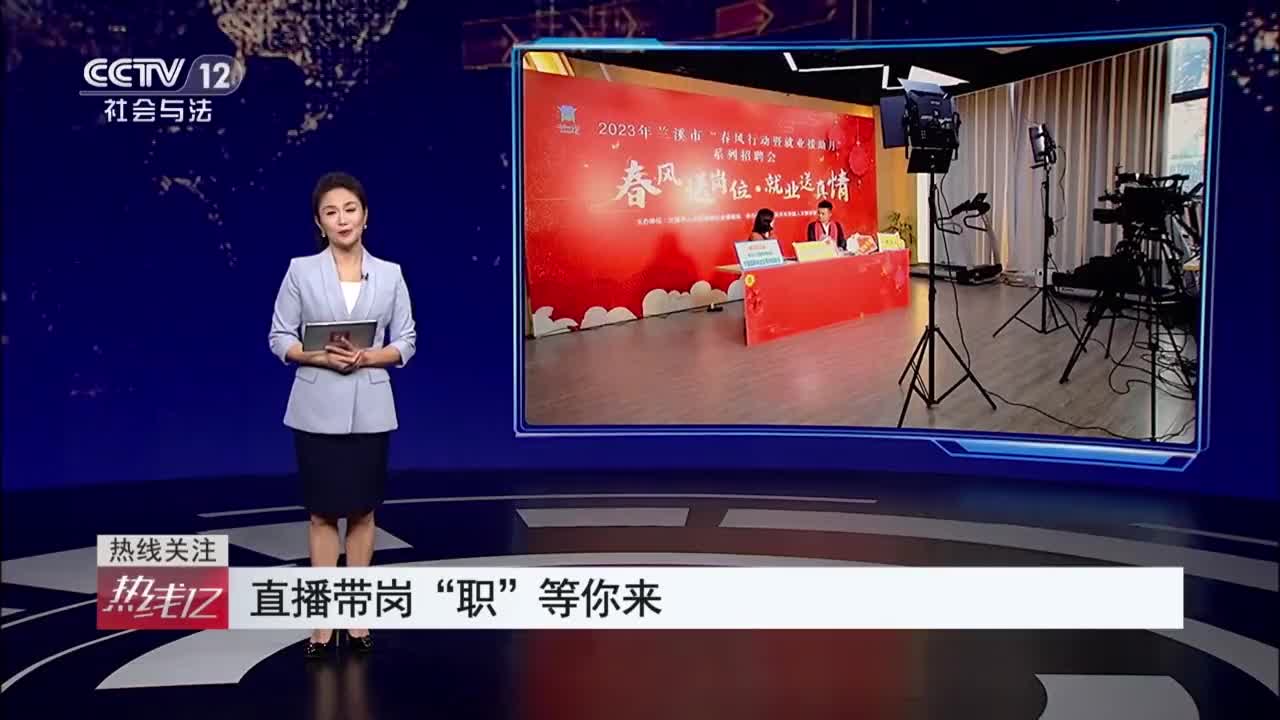 CCTV 12
社会与法
2023年兰溪市“春风行动暨就业援助月”
系列招聘会
春风送岗位·就业送真情
热线关注
热线12
直播带岗“职”等你来